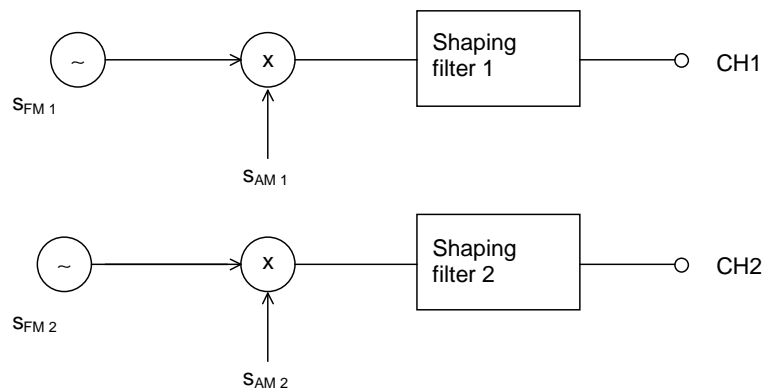 Shaping
filter 1
~
x
CH1
sFM 1
sAM 1
Shaping
filter 2
~
x
CH2
sFM 2
sAM 2